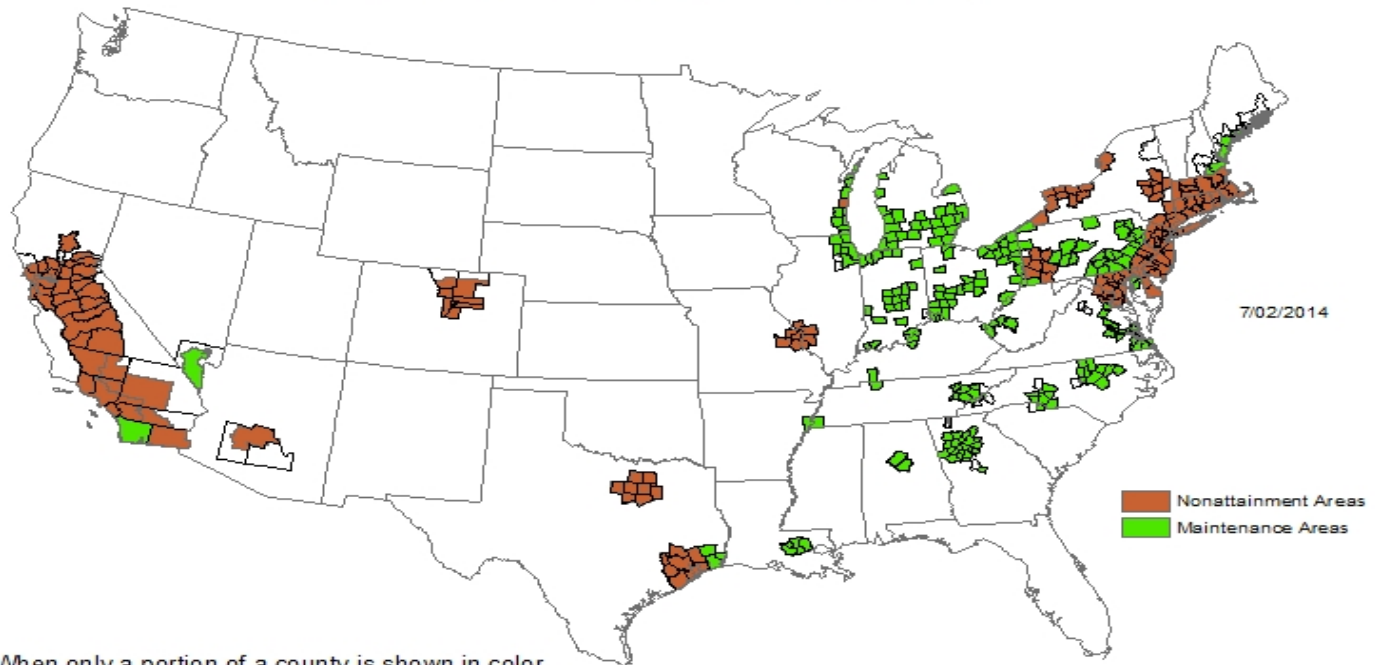 7/02/2014
Nonattainment Areas
Maintenance Areas
When only a portion of a county is shown in color,